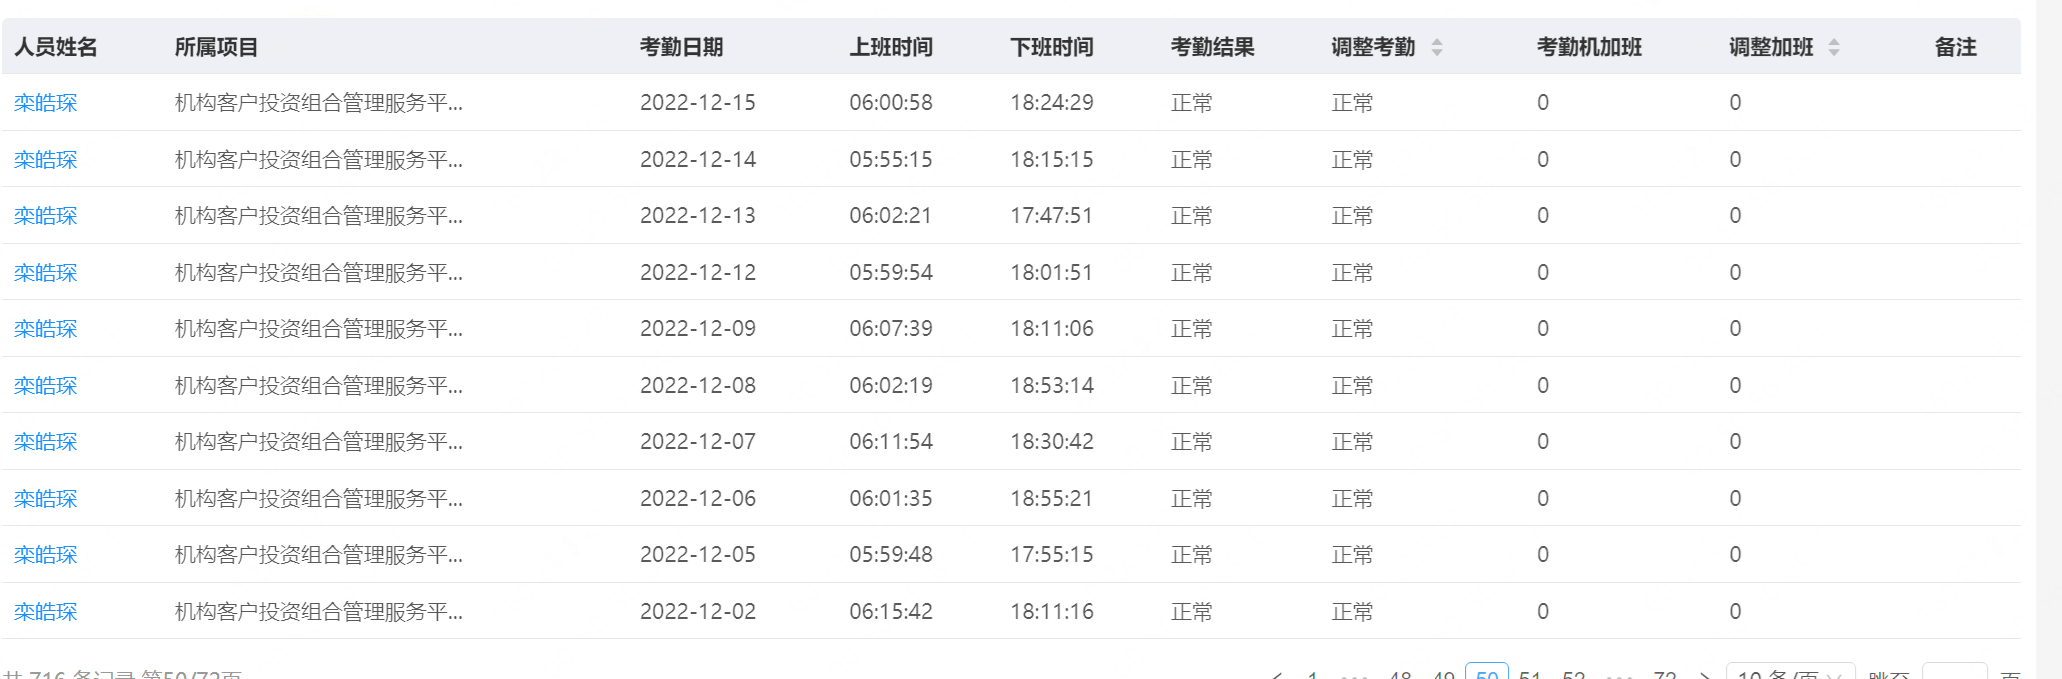 人员姓名 所属项目 考勤日期 上班时间 下班时间 考勤结果 调整考勤 考勤机加班 调整加班 备注
栾皓琛 机构客户投资组合管理服务平... 2022-12-15 06:00:58 18:24:29 正常 正常 0 0
栾皓琛 机构客户投资组合管理服务平... 2022-12-14 05:55:15 18:15:15 正常 正常 0 0
栾皓琛 机构客户投资组合管理服务平... 2022-12-13 06:02:21 17:47:51 正常 正常 0 0
栾皓琛 机构客户投资组合管理服务平... 2022-12-12 05:59:54 18:01:51 正常 正常 0 0
栾皓琛 机构客户投资组合管理服务平... 2022-12-09 06:07:39 18:11:06 正常 正常 0 0
栾皓琛 机构客户投资组合管理服务平... 2022-12-08 06:02:19 18:53:14 正常 正常 0 0
栾皓琛 机构客户投资组合管理服务平... 2022-12-07 06:11:54 18:30:42 正常 正常 0 0
栾皓琛 机构客户投资组合管理服务平... 2022-12-06 06:01:35 18:55:21 正常 正常 0 0
栾皓琛 机构客户投资组合管理服务平... 2022-12-05 05:59:48 17:55:15 正常 正常 0 0
栾皓琛 机构客户投资组合管理服务平... 2022-12-02 06:15:42 18:11:16 正常 正常 0 0
共 716 条记录 第50/72页 < 1 ••• 48 49 50 51 52 ••• 72 > 10 条/页 跳至 页